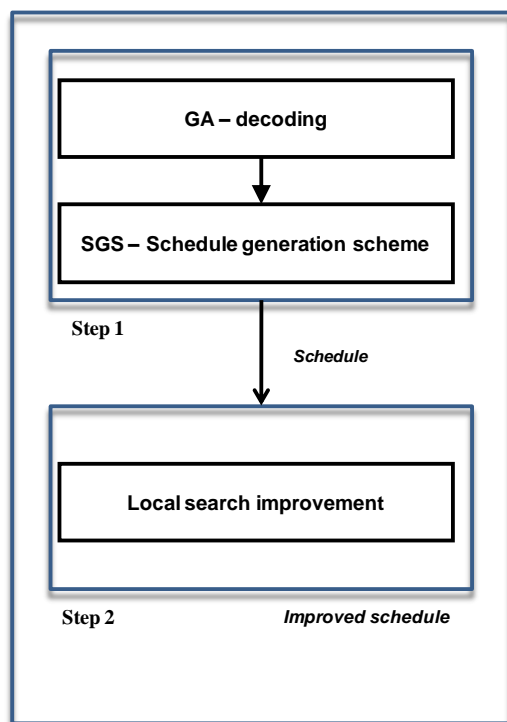 GA – decoding
SGS – Schedule generation scheme
Step 1
Schedule
Local search improvement
Step 2
Improved schedule